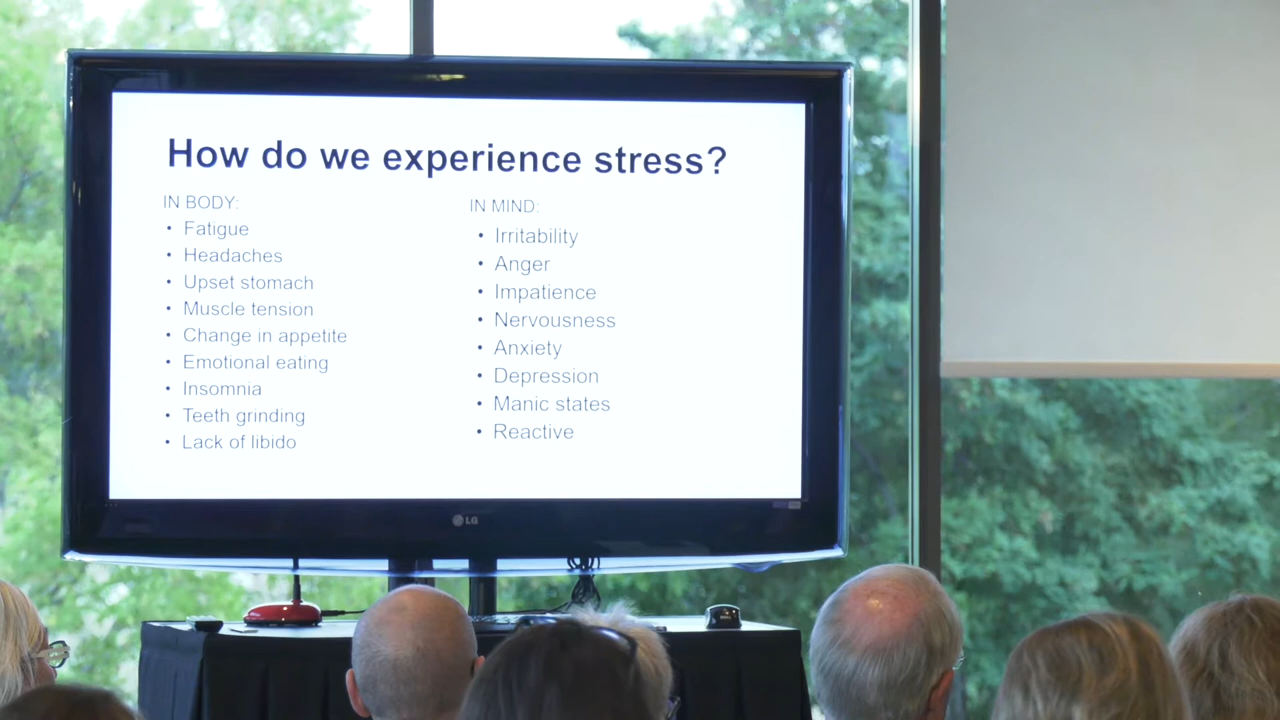 How do we experience stress?
IN BODY:
• Fatigue
• Headaches
• Upset stomach
• Muscle tension
• Change in appetite
• Emotional eating
• Insomnia
• Teeth grinding
• Lack of libido
IN MIND:
• Irritability
• Anger
• Impatience
• Nervousness
• Anxiety
• Depression
• Manic states
• Reactive
LG